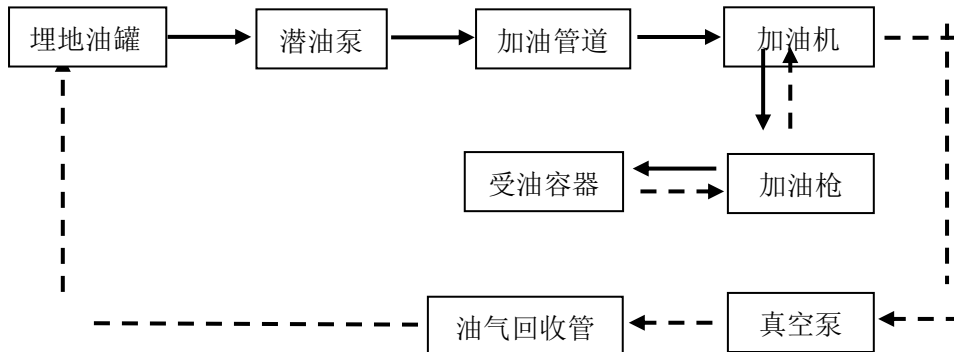 埋地油罐
潜油泵
加油管道
加油机
受油容器
加油枪
油气回收管
真空泵